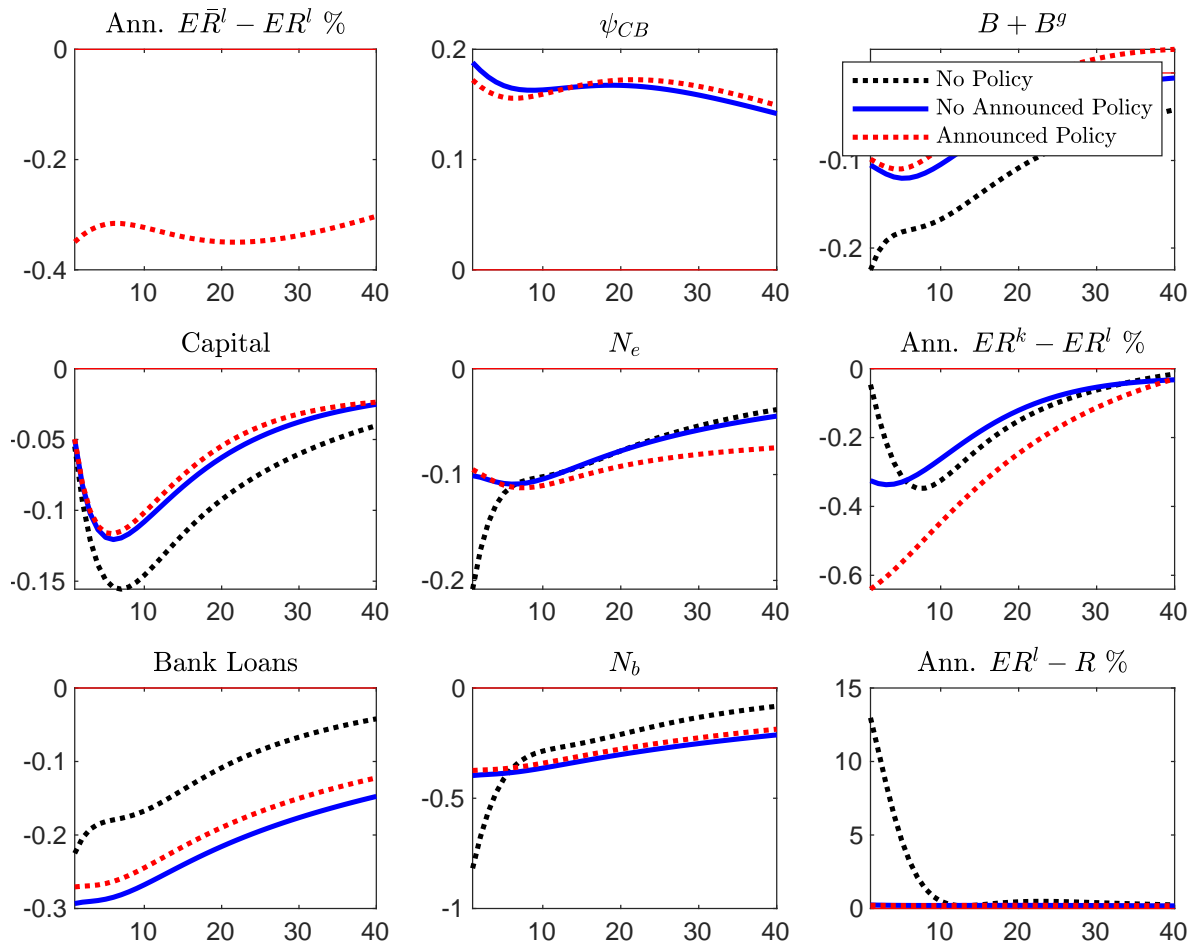 Ann. $E\bar{R}^l - ER^l$ %
0
-0.2
-0.4
10 20 30 40
$\psi_{CB}$
0.2
0.1
0
10 20 30 40
$B + B^g$
No Policy
No Announced Policy
Announced Policy
-0.1
-0.2
10 20 30 40
Capital
0
-0.05
-0.1
-0.15
10 20 30 40
$N_e$
0
-0.1
-0.2
10 20 30 40
Ann. $ER^k - ER^l$ %
0
-0.2
-0.4
-0.6
10 20 30 40
Bank Loans
0
-0.1
-0.2
-0.3
10 20 30 40
$N_b$
0
-0.5
-1
10 20 30 40
Ann. $ER^l - R$ %
15
10
5
0
10 20 30 40